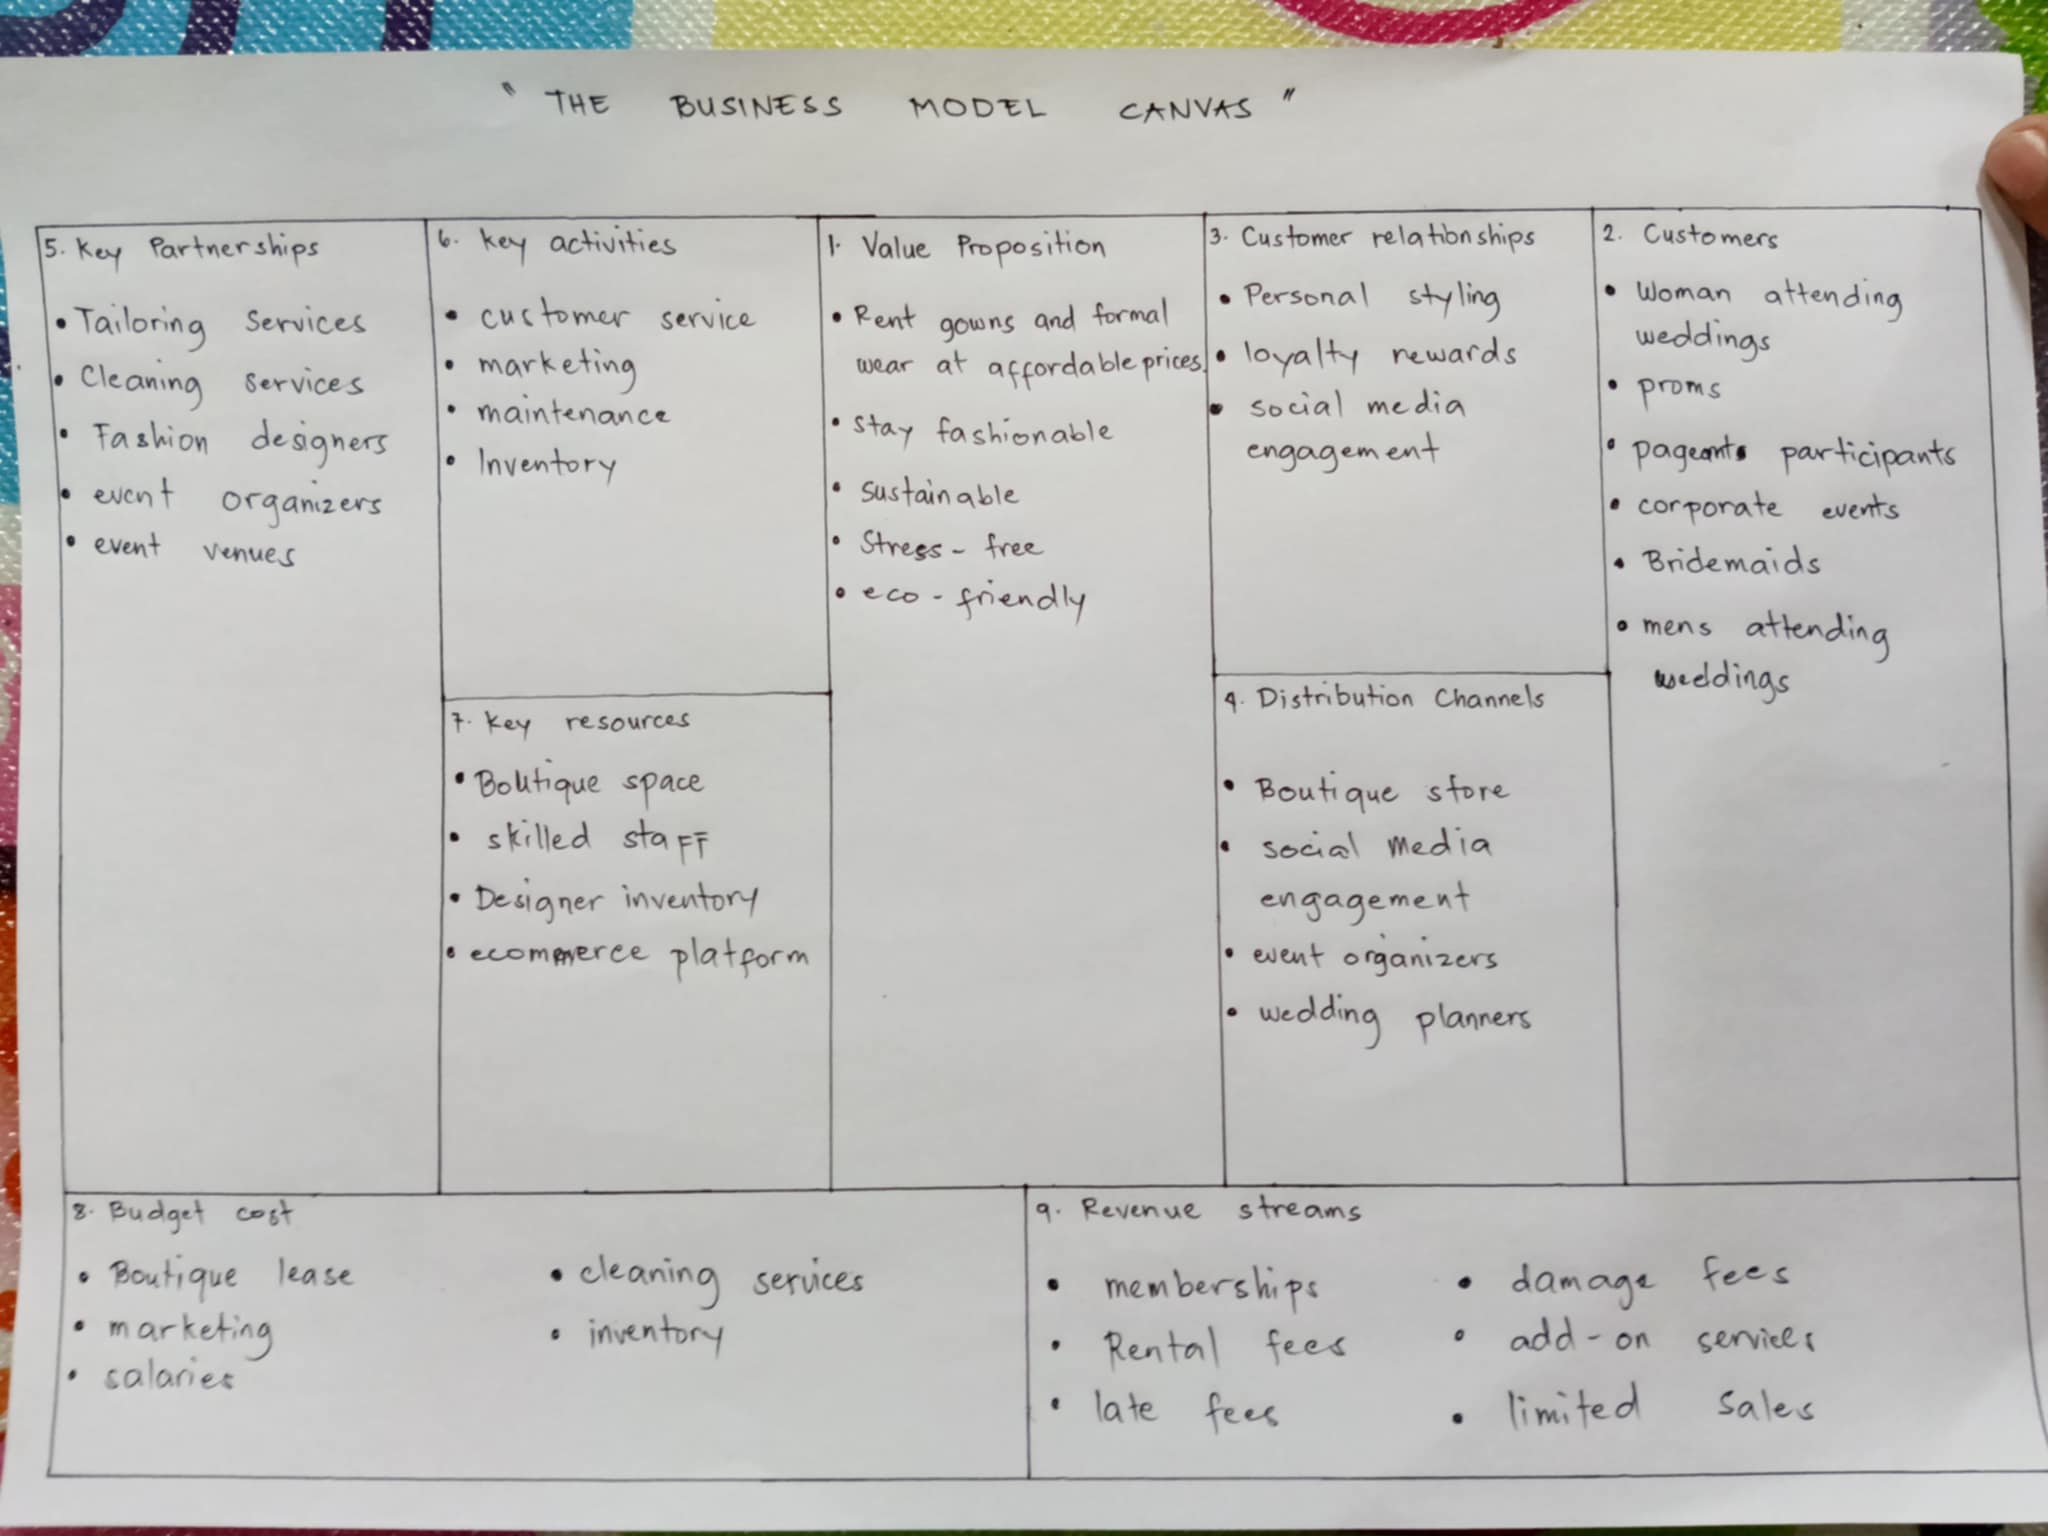 " THE BUSINESS MODEL CANVAS "
5. Key Partnerships
• Tailoring Services
• Cleaning services
• Fashion designers
• event organizers
• event venues
6. key activities
• customer service
• marketing
• maintenance
• Inventory
7. key resources
• Boutique space
• skilled staff
• Designer inventory
• ecommerce platform
1. Value Proposition
• Rent gowns and formal
wear at affordable prices.
• stay fashionable
• sustainable
• Stress-free
• eco-friendly
3. Customer relationships
• Personal styling
• loyalty rewards
• social media
engagement
4. Distribution Channels
• Boutique store
• social media
engagement
• event organizers
• wedding planners
2. Customers
• Woman attending
weddings
• proms
• pageants participants
• corporate events
• Bridemaids
• mens attending
weddings
8. Budget cost
• Boutique lease
• marketing
• salaries
• cleaning services
• inventory
9. Revenue streams
• memberships
• Rental fees
• late fees
• damage fees
• add-on services
• limited sales